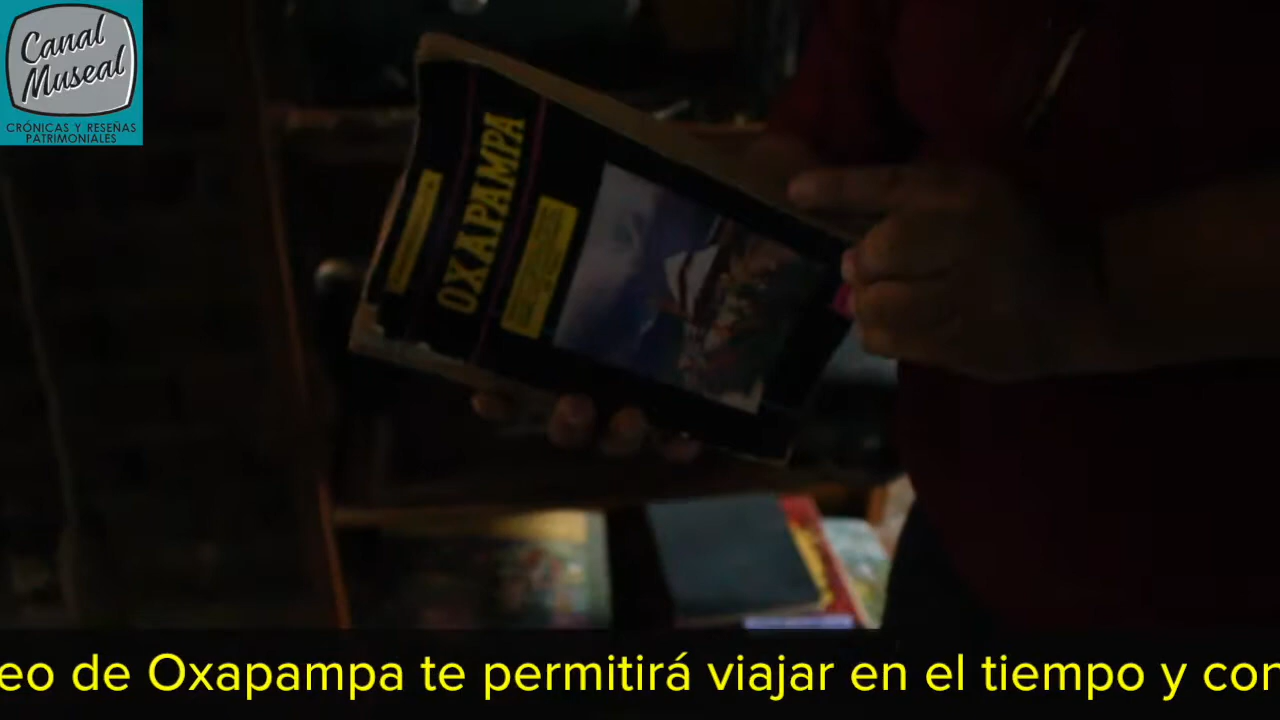 Canal
Museal
CRÓNICAS Y RESEÑAS
PATRIMONIALES
OXAPAMPA
eo de Oxapampa te permitirá viajar en el tiempo y con